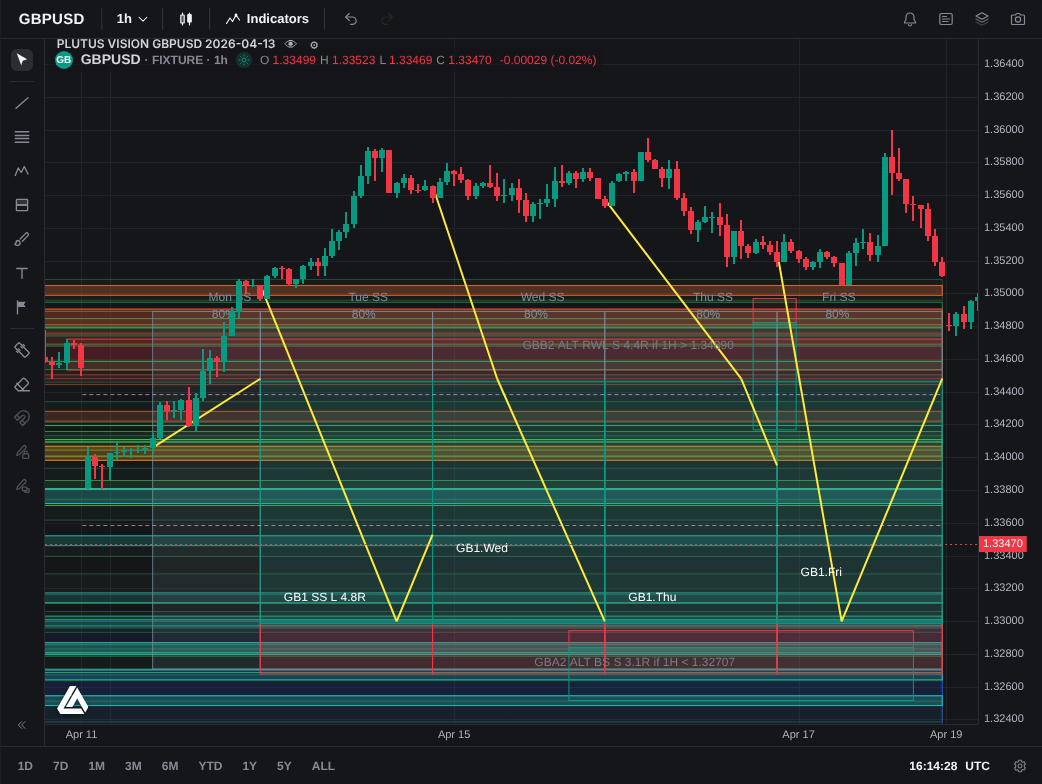 GBPUSD 1h Indicators
PLUTUS VISION GBPUSD 2026-04-13
GB GBPUSD · FIXTURE · 1h O 1.33499 H 1.33523 L 1.33469 C 1.33470 -0.00029 (-0.02%)
1.36400
1.36200
1.36000
1.35800
1.35600
1.35400
1.35200
1.35000
1.34800
1.34600
1.34400
1.34200
1.34000
1.33800
1.33600
1.33470
1.33400
1.33200
1.33000
1.32800
1.32600
1.32400
Mon SS
80%
Tue SS
80%
Wed SS
80%
Thu SS
80%
Fri SS
80%
GBB2 ALT RWL S 4.4R if 1H > 1.34990
GB1.Wed
GB1.Fri
GB1 SS L 4.8R
GB1.Thu
GBA2 ALT BS S 3.1R if 1H < 1.32707
Apr 11 Apr 15 Apr 17 Apr 19
1D 7D 1M 3M 6M YTD 1Y 5Y ALL 16:14:28 UTC